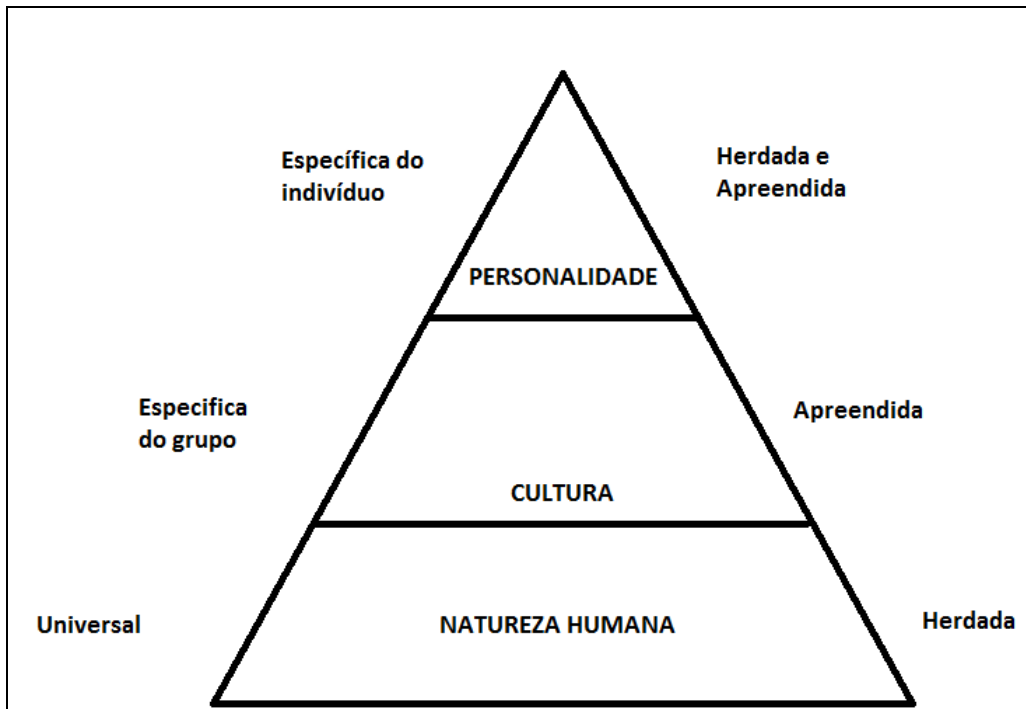 Específica do
indivíduo
Herdada e
Apreendida
PERSONALIDADE
Especifica
do grupo
Apreendida
CULTURA
Universal
NATUREZA HUMANA
Herdada